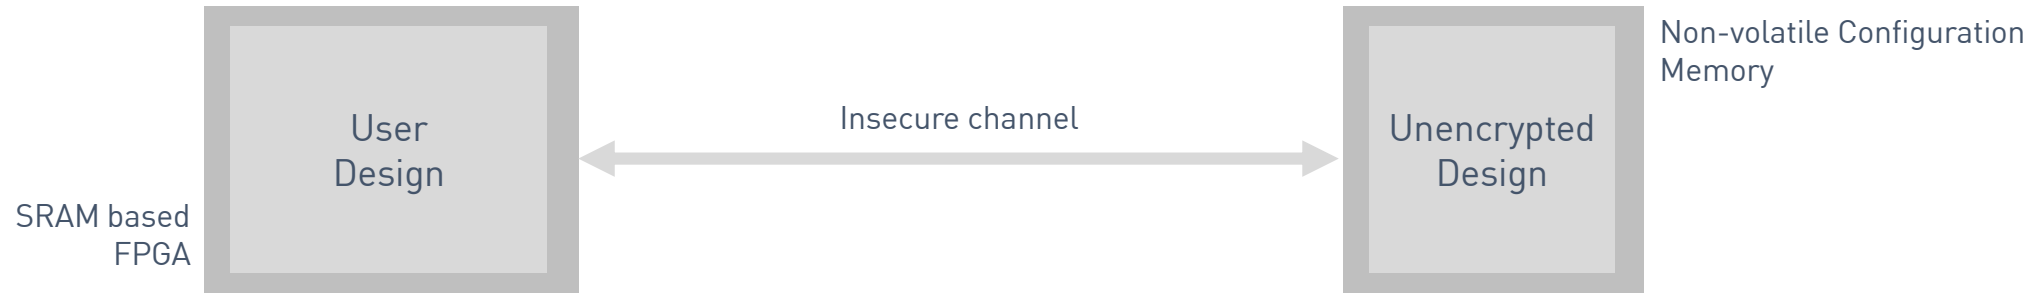 SRAM based
FPGA
User
Design
Insecure channel
Unencrypted
Design
Non-volatile Configuration
Memory